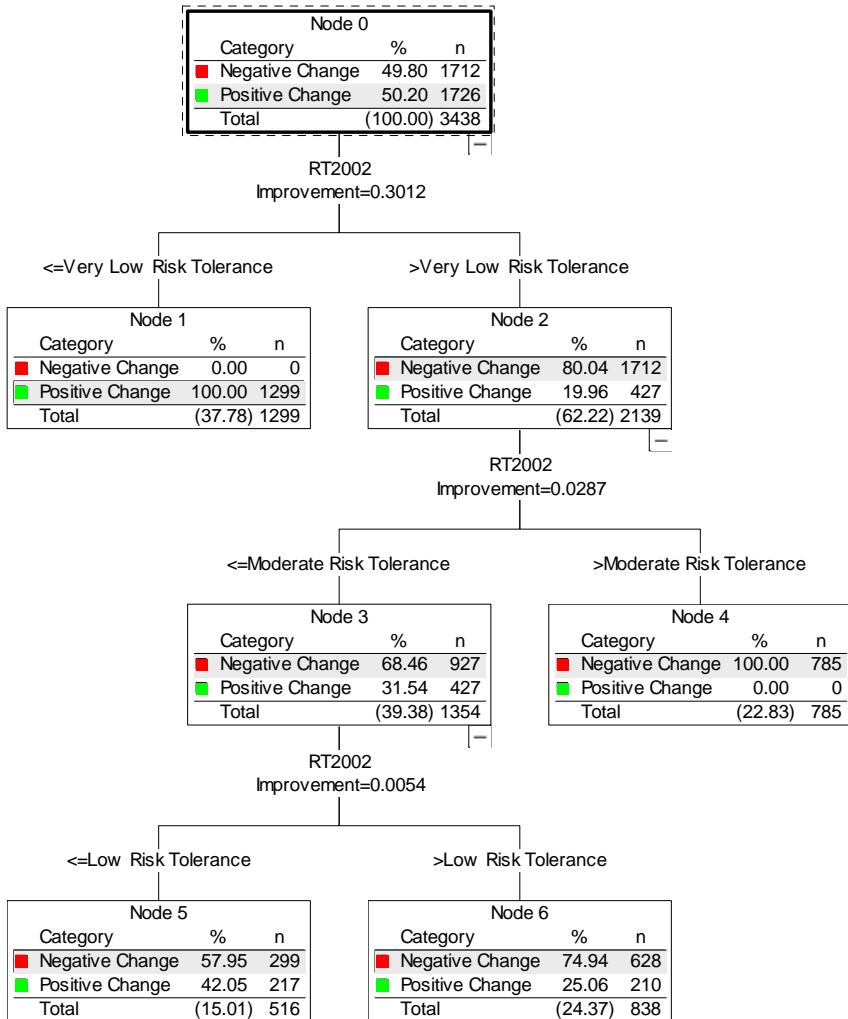 Node 0
Category % n
Negative Change 49.80 1712
Positive Change 50.20 1726
Total (100.00) 3438
RT2002
Improvement=0.3012
<=Very Low Risk Tolerance >Very Low Risk Tolerance
Node 1
Category % n
Negative Change 0.00 0
Positive Change 100.00 1299
Total (37.78) 1299
Node 2
Category % n
Negative Change 80.04 1712
Positive Change 19.96 427
Total (62.22) 2139
RT2002
Improvement=0.0287
<=Moderate Risk Tolerance >Moderate Risk Tolerance
Node 3
Category % n
Negative Change 68.46 927
Positive Change 31.54 427
Total (39.38) 1354
Node 4
Category % n
Negative Change 100.00 785
Positive Change 0.00 0
Total (22.83) 785
RT2002
Improvement=0.0054
<=Low Risk Tolerance >Low Risk Tolerance
Node 5
Category % n
Negative Change 57.95 299
Positive Change 42.05 217
Total (15.01) 516
Node 6
Category % n
Negative Change 74.94 628
Positive Change 25.06 210
Total (24.37) 838